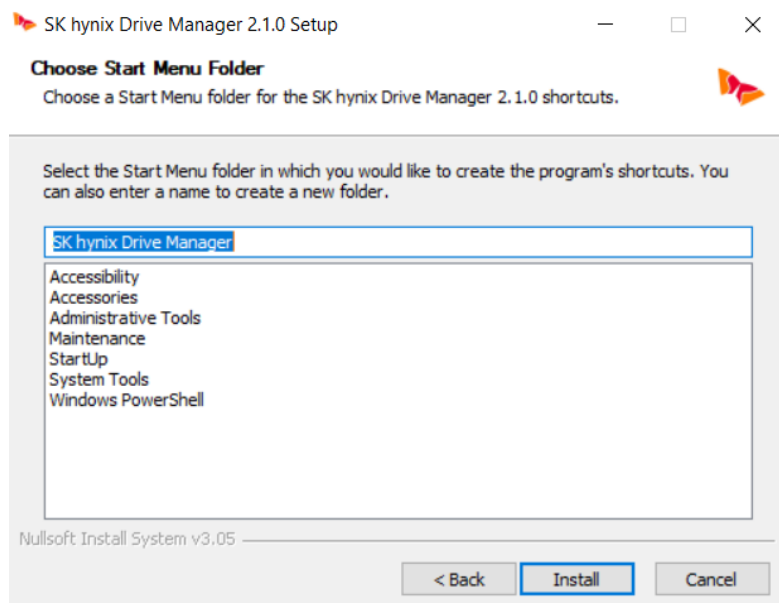 SK hynix Drive Manager 2.1.0 Setup
Choose Start Menu Folder
Choose a Start Menu folder for the SK hynix Drive Manager 2.1.0 shortcuts.
Select the Start Menu folder in which you would like to create the program's shortcuts. You
can also enter a name to create a new folder.
SK hynix Drive Manager
Accessibility
Accessories
Administrative Tools
Maintenance
StartUp
System Tools
Windows PowerShell
Nullsoft Install System v3.05
< Back
Install
Cancel